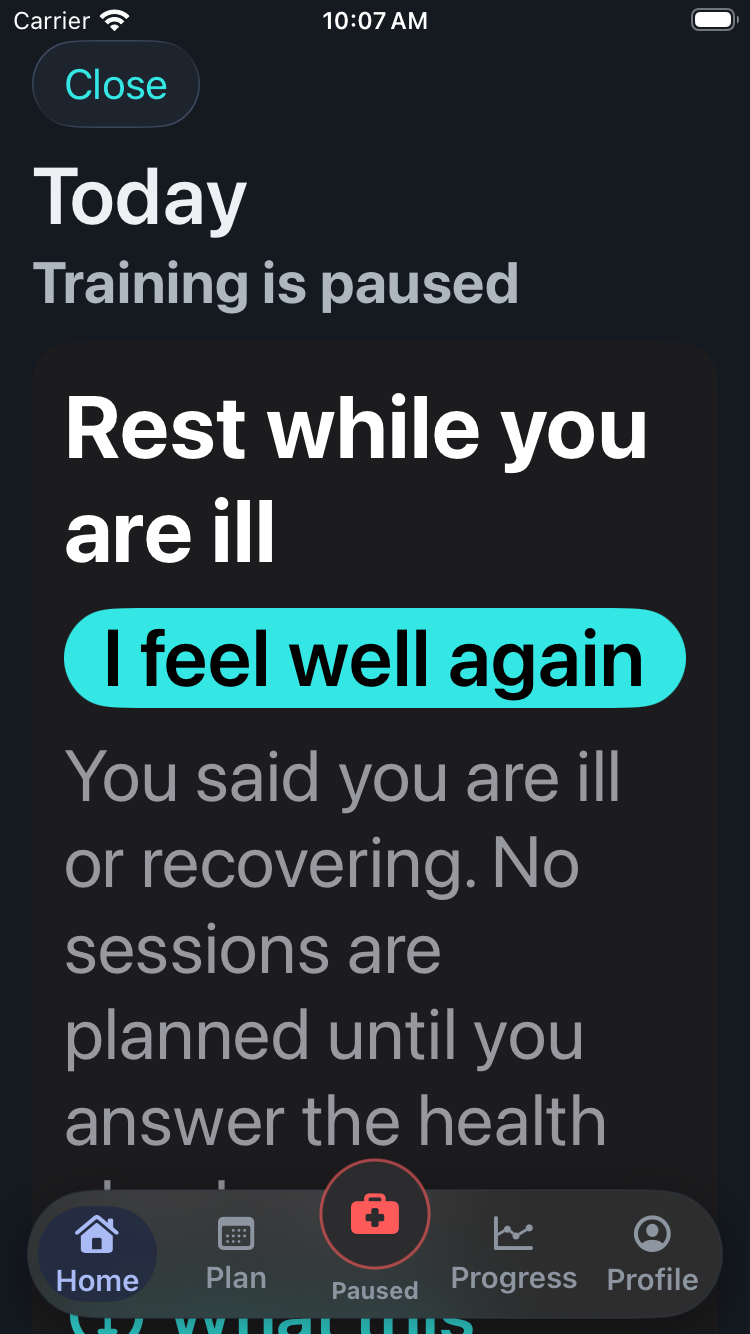 Carrier 10:07 AM
Close
Today
Training is paused
Rest while you
are ill
I feel well again
You said you are ill
or recovering. No
sessions are
planned until you
answer the health
Home Plan Paused Progress Profile
What this